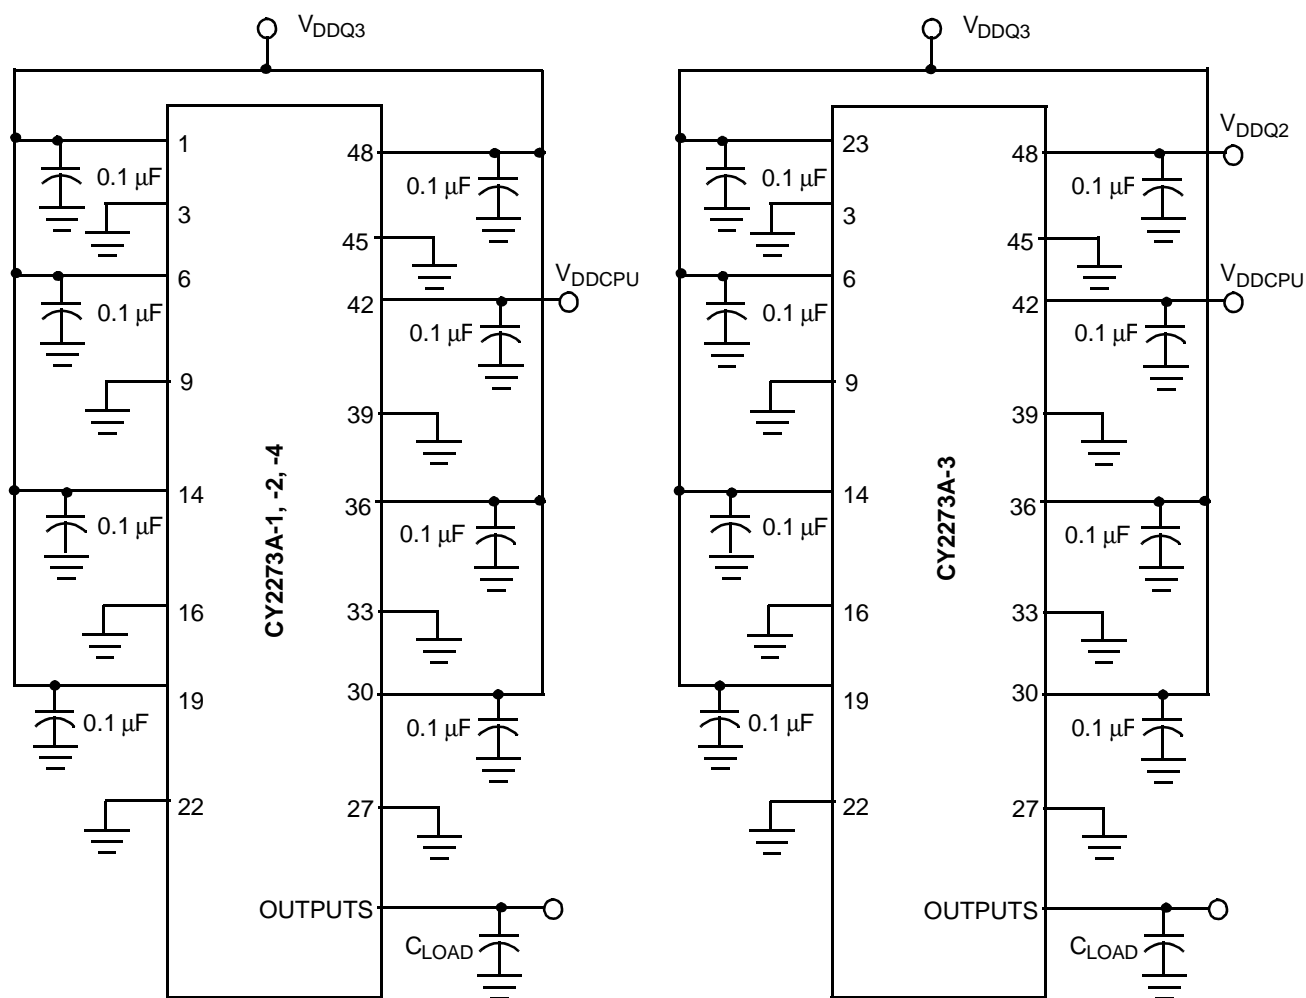 VDDQ3
1
48
0.1 µF
0.1 µF
3
45
6
VDDCPU
42
0.1 µF
0.1 µF
9
39
14
36
0.1 µF
0.1 µF
CY2273A-1, -2, -4
16
33
19
30
0.1 µF
0.1 µF
22
27
OUTPUTS
CLOAD
VDDQ3
23
VDDQ2
48
0.1 µF
0.1 µF
3
45
6
VDDCPU
42
0.1 µF
0.1 µF
9
39
14
36
0.1 µF
0.1 µF
CY2273A-3
16
33
19
30
0.1 µF
0.1 µF
22
27
OUTPUTS
CLOAD